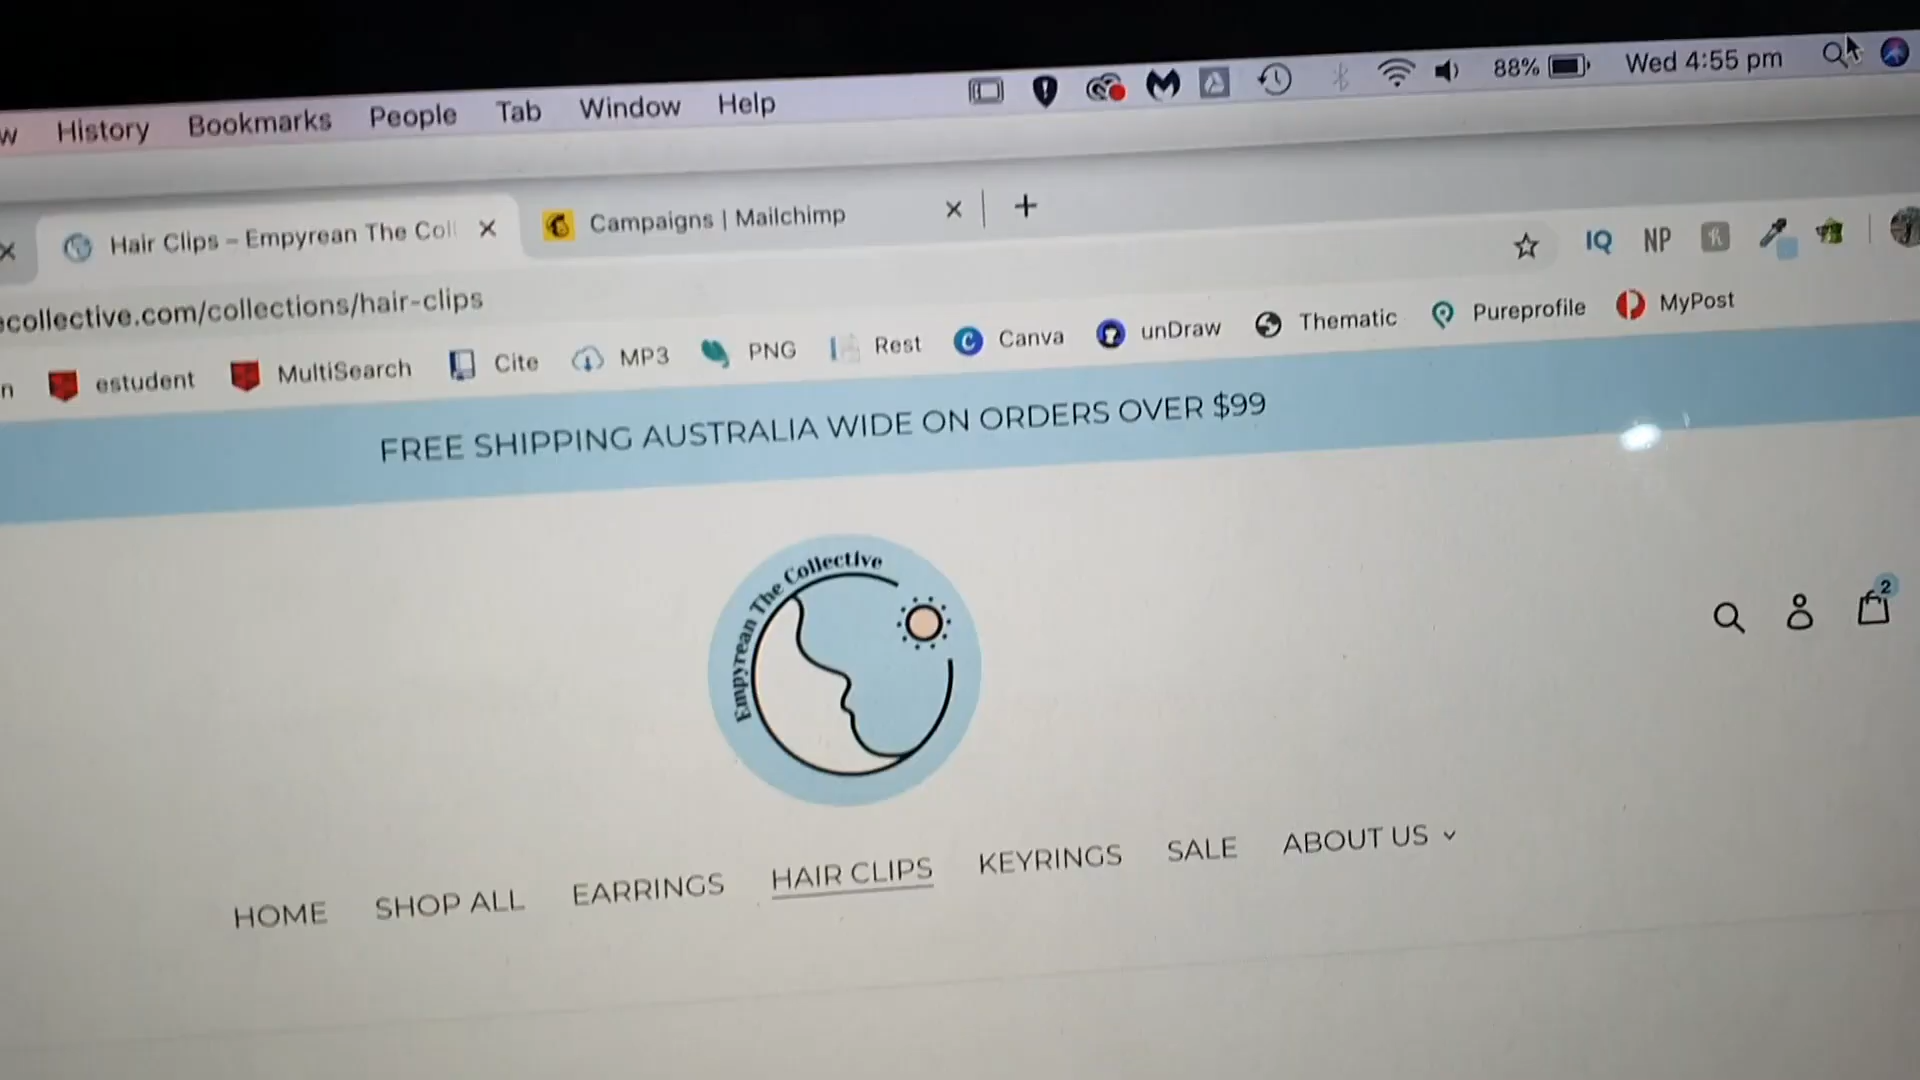 History Bookmarks People Tab Window Help 88% Wed 4:55 pm
Hair Clips – Empyrean The Coll Campaigns | Mailchimp
IQ NP
ecollective.com/collections/hair-clips
n estudent MultiSearch Cite MP3 PNG Rest Canva unDraw Thematic Pureprofile MyPost
FREE SHIPPING AUSTRALIA WIDE ON ORDERS OVER $99
Empyrean The Collective
2
HOME SHOP ALL EARRINGS HAIR CLIPS KEYRINGS SALE ABOUT US